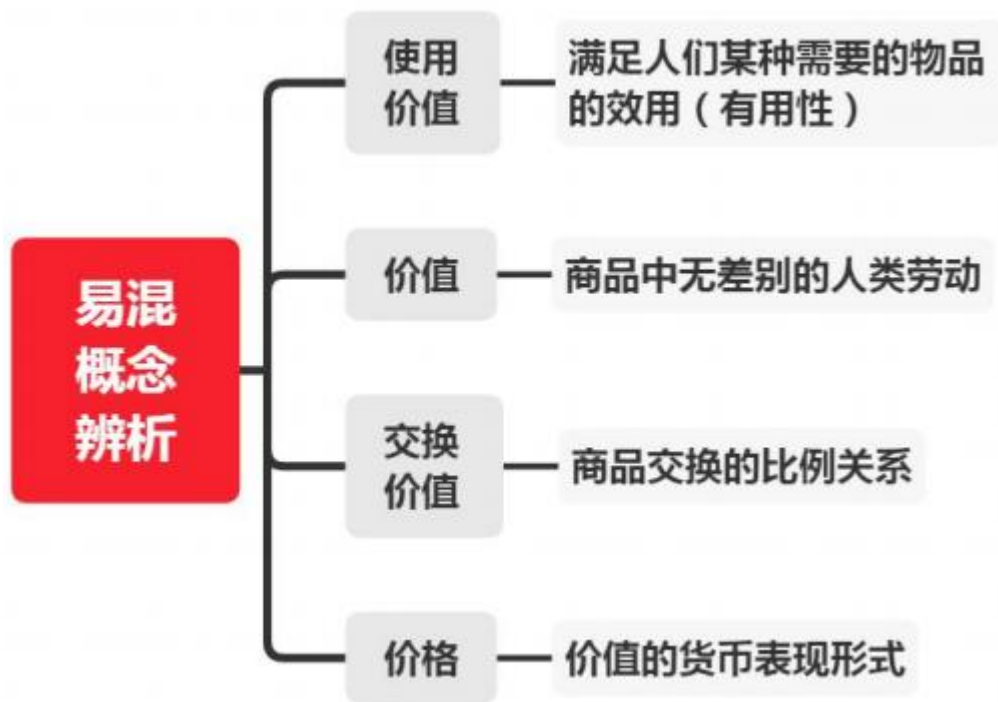 易混
概念
辨析
使用
价值
满足人们某种需要的物品
的效用（有用性）
价值
商品中无差别的人类劳动
交换
价值
商品交换的比例关系
价格
价值的货币表现形式